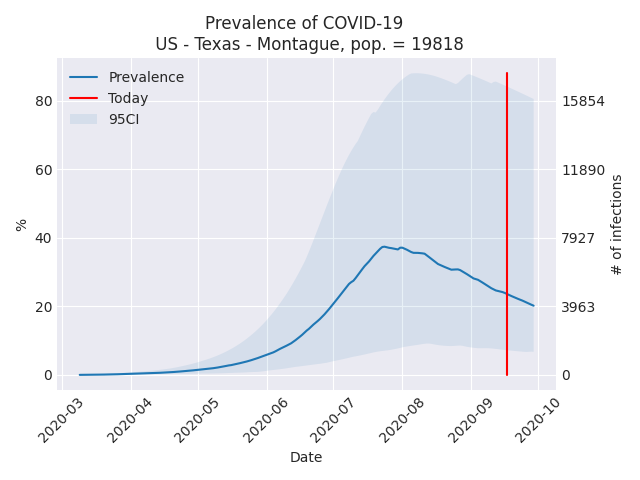 Prevalence of COVID-19
US - Texas - Montague, pop. = 19818
Prevalence
Today
95CI
80
60
40
20
0
%
15854
11890
7927
3963
0
# of infections
2020-03
2020-04
2020-05
2020-06
2020-07
2020-08
2020-09
2020-10
Date